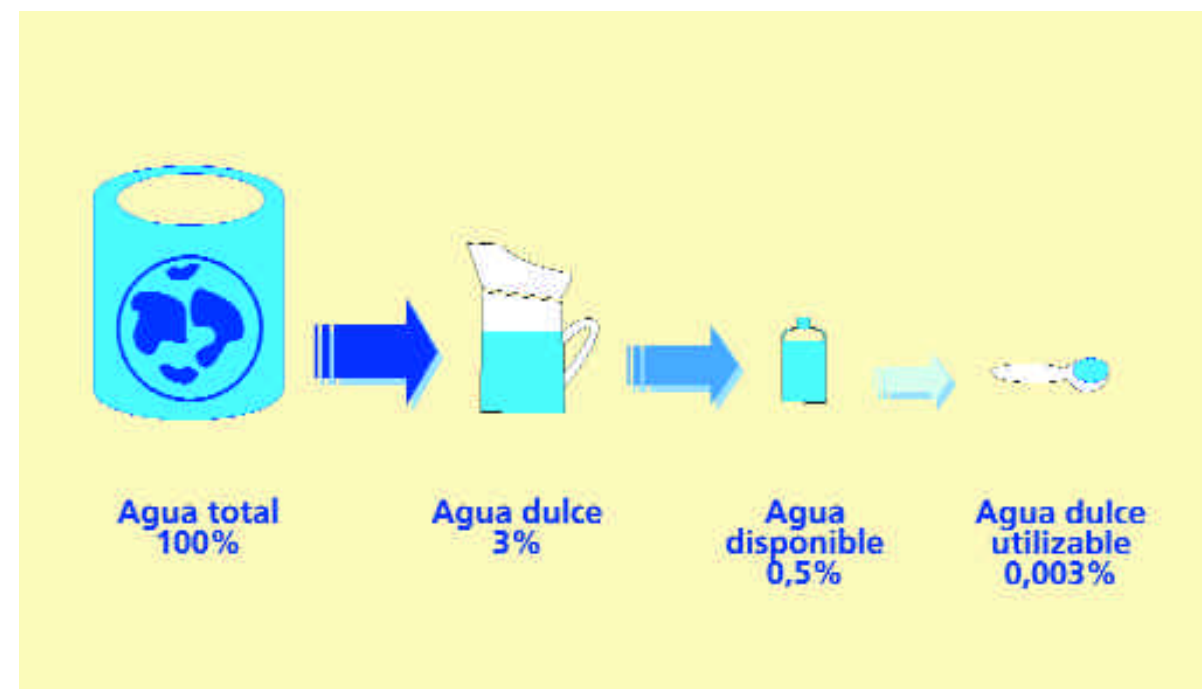 Agua total
100%
Agua dulce
3%
Agua
disponible
0,5%
Agua dulce
utilizable
0,003%